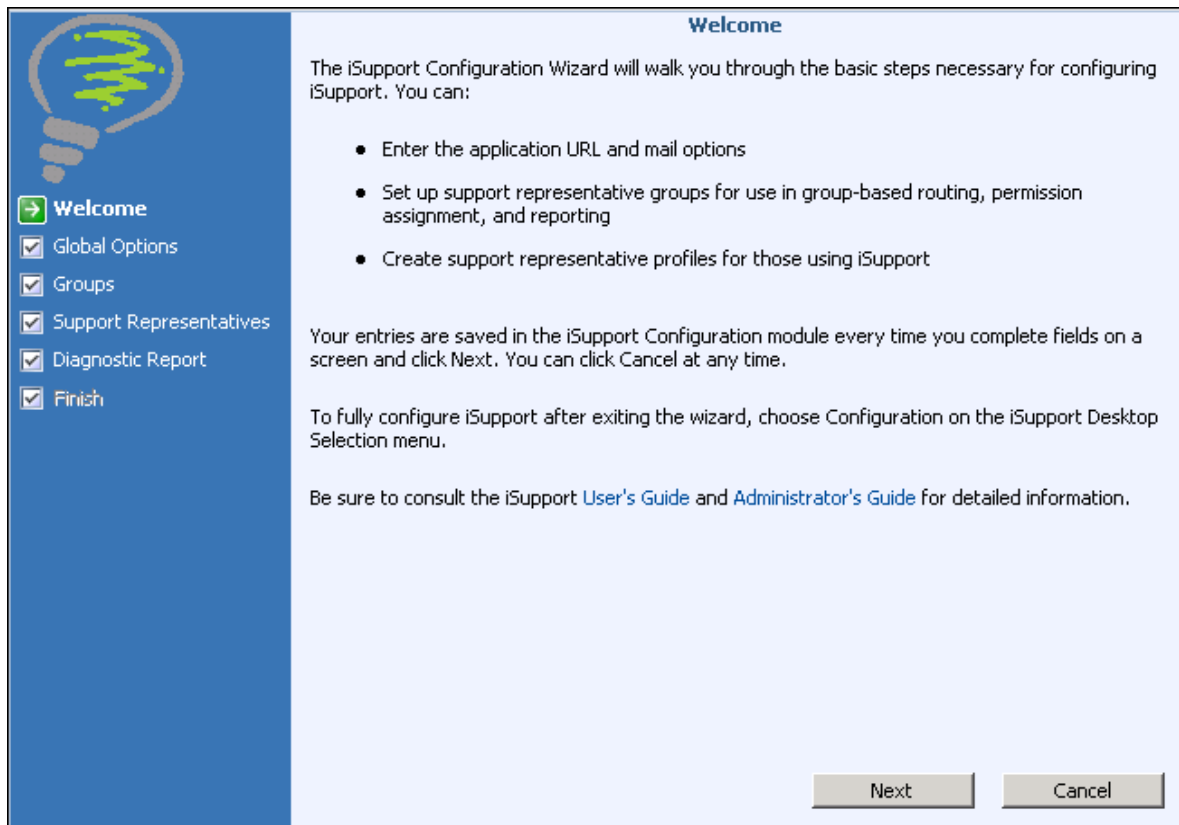 Welcome
Global Options
Groups
Support Representatives
Diagnostic Report
Finish
Welcome
The iSupport Configuration Wizard will walk you through the basic steps necessary for configuring
iSupport. You can:
● Enter the application URL and mail options
● Set up support representative groups for use in group-based routing, permission
assignment, and reporting
● Create support representative profiles for those using iSupport
Your entries are saved in the iSupport Configuration module every time you complete fields on a
screen and click Next. You can click Cancel at any time.
To fully configure iSupport after exiting the wizard, choose Configuration on the iSupport Desktop
Selection menu.
Be sure to consult the iSupport User's Guide and Administrator's Guide for detailed information.
Next
Cancel